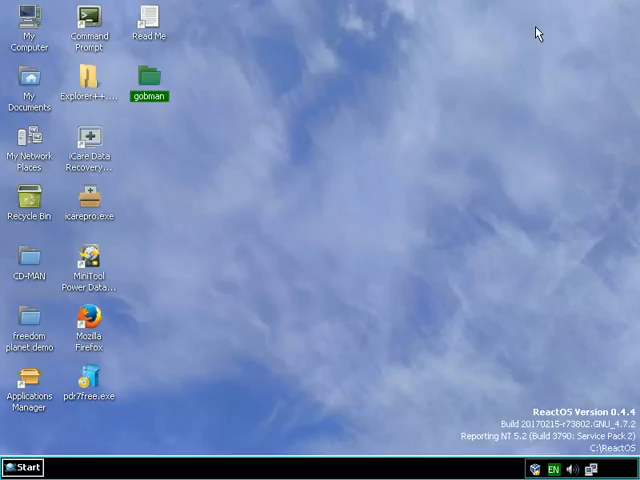 My
Computer
Command
Prompt
Read Me
My
Documents
Explorer++....
gobman
My Network
Places
iCare Data
Recovery...
Recycle Bin
icarepro.exe
CD-MAN
MiniTool
Power Data...
freedom
planet demo
Mozilla
Firefox
Applications
Manager
pdr7free.exe
ReactOS Version 0.4.4
Build 20170215-r73802.GNU_4.7.2
Reporting NT 5.2 (Build 3790: Service Pack 2)
C:\ReactOS
Start
EN